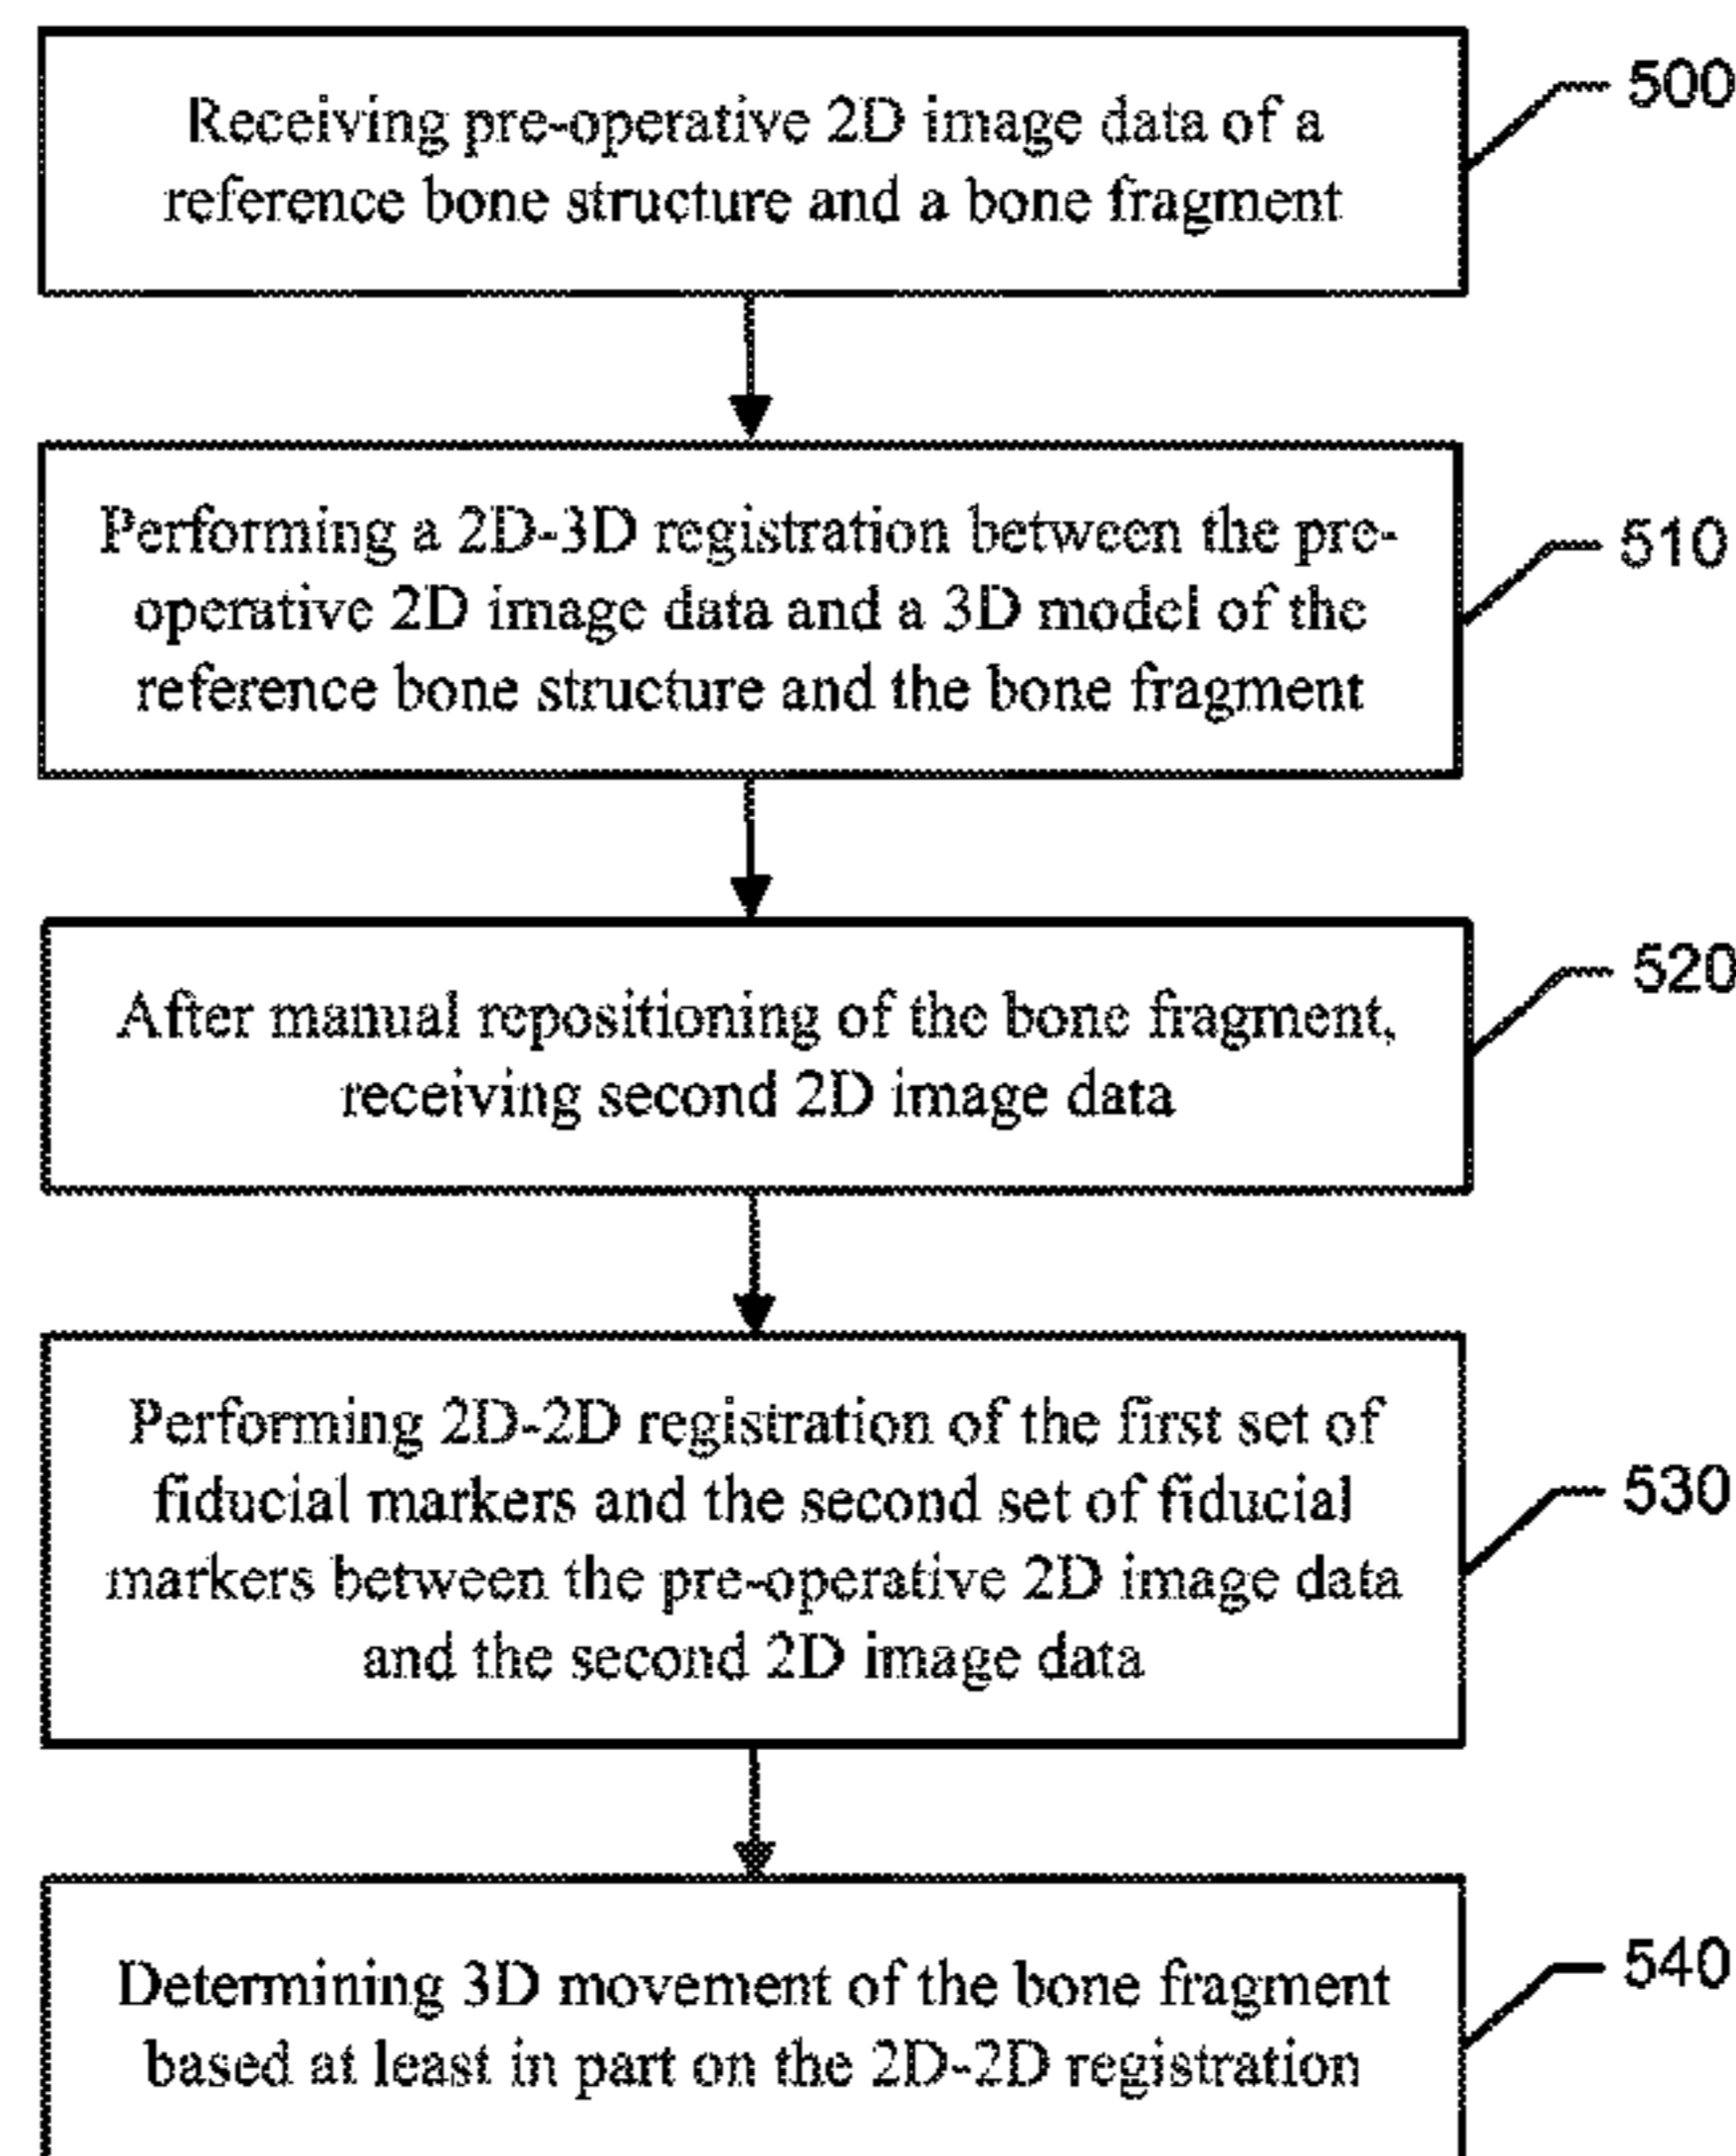 Receiving pre-operative 2D image data of a
reference bone structure and a bone fragment
500
Performing a 2D-3D registration between the pre-
operative 2D image data and a 3D model of the
reference bone structure and the bone fragment
510
After manual repositioning of the bone fragment,
receiving second 2D image data
520
Performing 2D-2D registration of the first set of
fiducial markers and the second set of fiducial
markers between the pre-operative 2D image data
and the second 2D image data
530
Determining 3D movement of the bone fragment
based at least in part on the 2D-2D registration
540